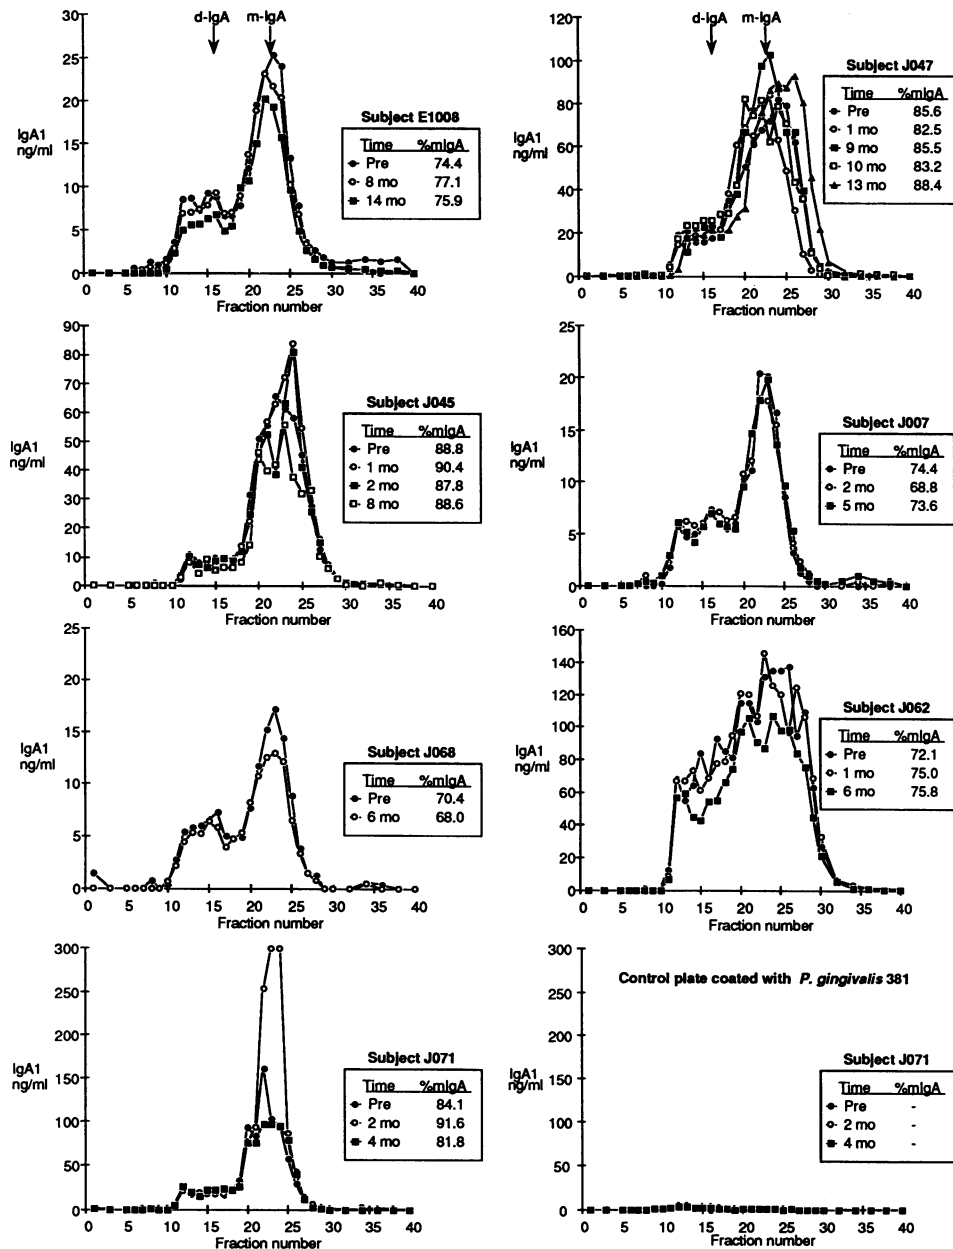 d-IgA m-IgA
30
25
20
15
10
5
0
IgA1
ng/ml
Subject E1008
Time %mIgA
Pre 74.4
8 mo 77.1
14 mo 75.9
0 5 10 15 20 25 30 35 40
Fraction number
d-IgA m-IgA
120
100
80
60
40
20
0
IgA1
ng/ml
Subject J047
Time %mIgA
Pre 85.6
1 mo 82.5
9 mo 85.5
10 mo 83.2
13 mo 88.4
0 5 10 15 20 25 30 35 40
Fraction number
90
80
70
60
50
40
30
20
10
0
IgA1
ng/ml
Subject J045
Time %mIgA
Pre 88.8
1 mo 90.4
2 mo 87.8
8 mo 88.6
0 5 10 15 20 25 30 35 40
Fraction number
25
20
15
10
5
0
IgA1
ng/ml
Subject J007
Time %mIgA
Pre 74.4
2 mo 68.8
5 mo 73.6
0 5 10 15 20 25 30 35 40
Fraction number
25
20
15
10
5
0
IgA1
ng/ml
Subject J068
Time %mIgA
Pre 70.4
6 mo 68.0
0 5 10 15 20 25 30 35 40
Fraction number
160
140
120
100
80
60
40
20
0
IgA1
ng/ml
Subject J062
Time %mIgA
Pre 72.1
1 mo 75.0
6 mo 75.8
0 5 10 15 20 25 30 35 40
Fraction number
300
250
200
150
100
50
0
IgA1
ng/ml
Subject J071
Time %mIgA
Pre 84.1
2 mo 91.6
4 mo 81.8
0 5 10 15 20 25 30 35 40
Fraction number
Control plate coated with P. gingivalis 381
300
250
200
150
100
50
0
IgA1
ng/ml
Subject J071
Time %mIgA
Pre -
2 mo -
4 mo -
0 5 10 15 20 25 30 35 40
Fraction number